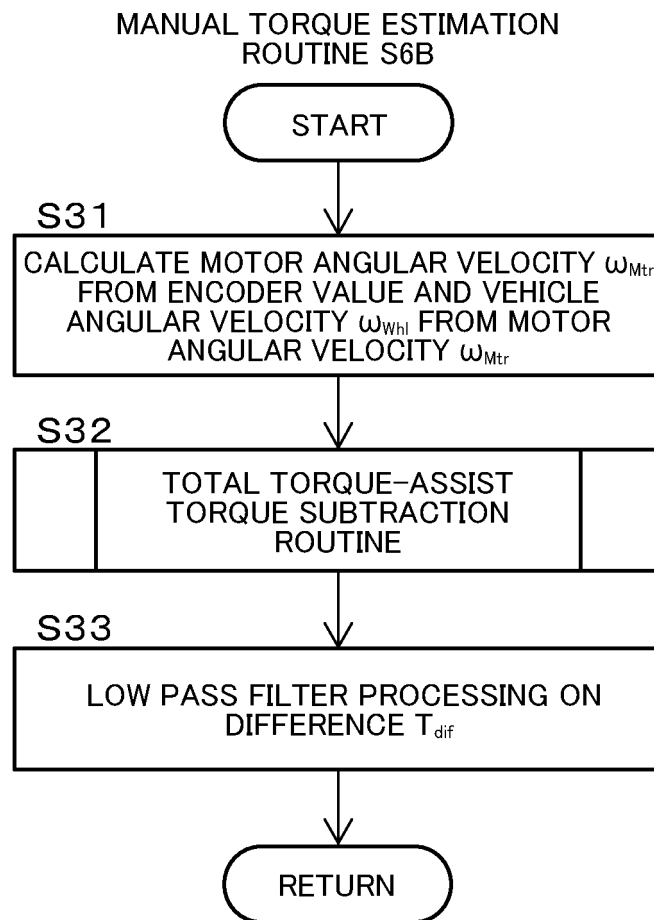 MANUAL TORQUE ESTIMATION
ROUTINE S6B
START
S31
CALCULATE MOTOR ANGULAR VELOCITY ωMtr
FROM ENCODER VALUE AND VEHICLE
ANGULAR VELOCITY ωWhl FROM MOTOR
ANGULAR VELOCITY ωMtr
S32
TOTAL TORQUE-ASSIST
TORQUE SUBTRACTION
ROUTINE
S33
LOW PASS FILTER PROCESSING ON
DIFFERENCE Tdif
RETURN